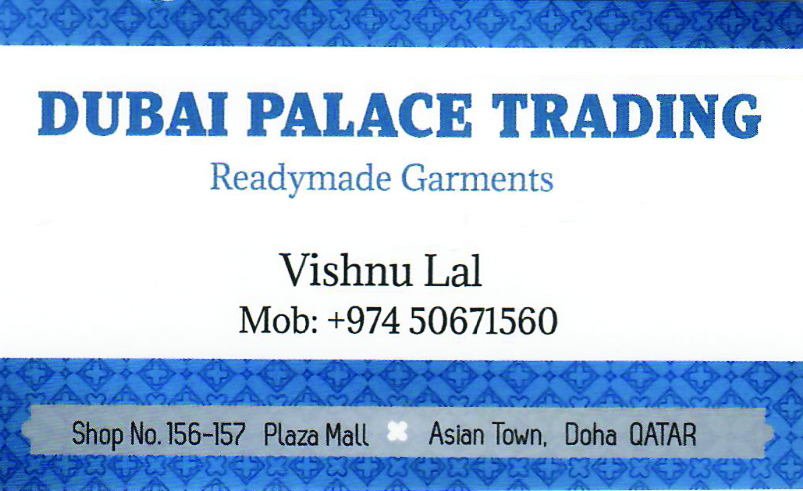 DUBAI PALACE TRADING
Readymade Garments
Vishnu Lal
Mob: +974 50671560
Shop No. 156-157 Plaza Mall Asian Town, Doha QATAR